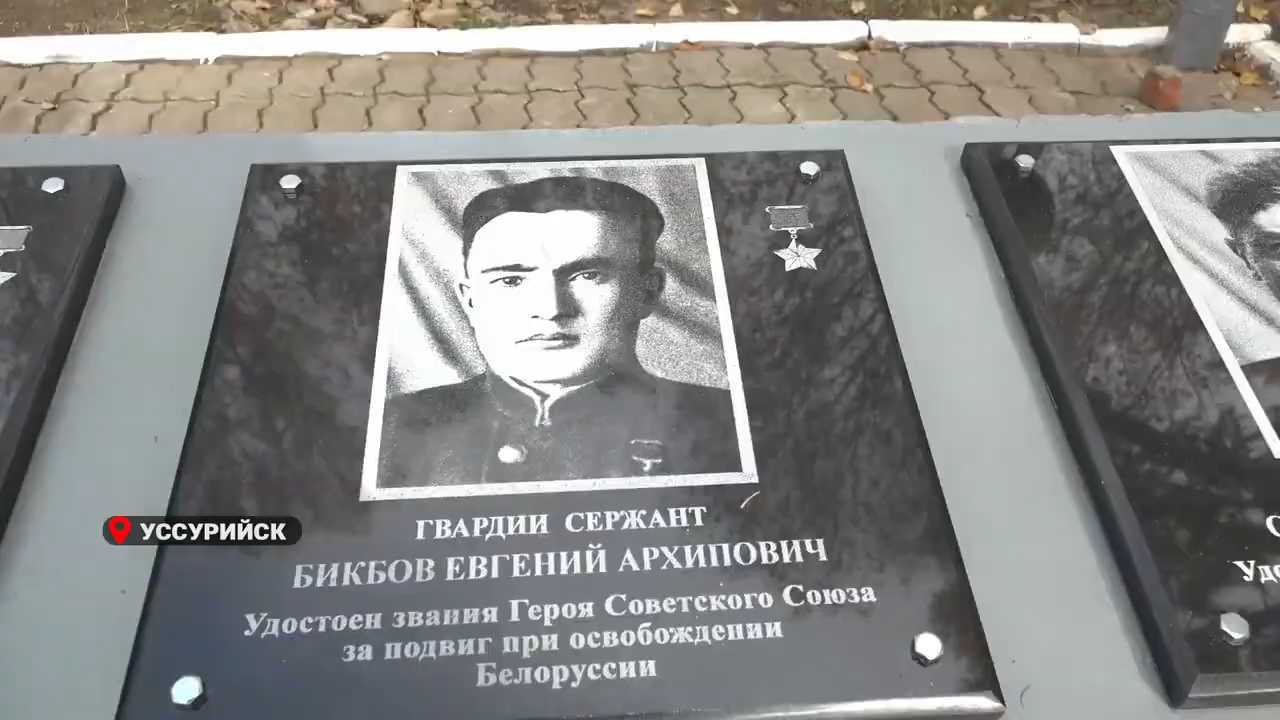 ГВАРДИИ СЕРЖАНТ
БИКБОВ ЕВГЕНИЙ АРХИПОВИЧ
Удостоен звания Героя Советского Союза
за подвиг при освобождении
Белоруссии
УССУРИЙСК